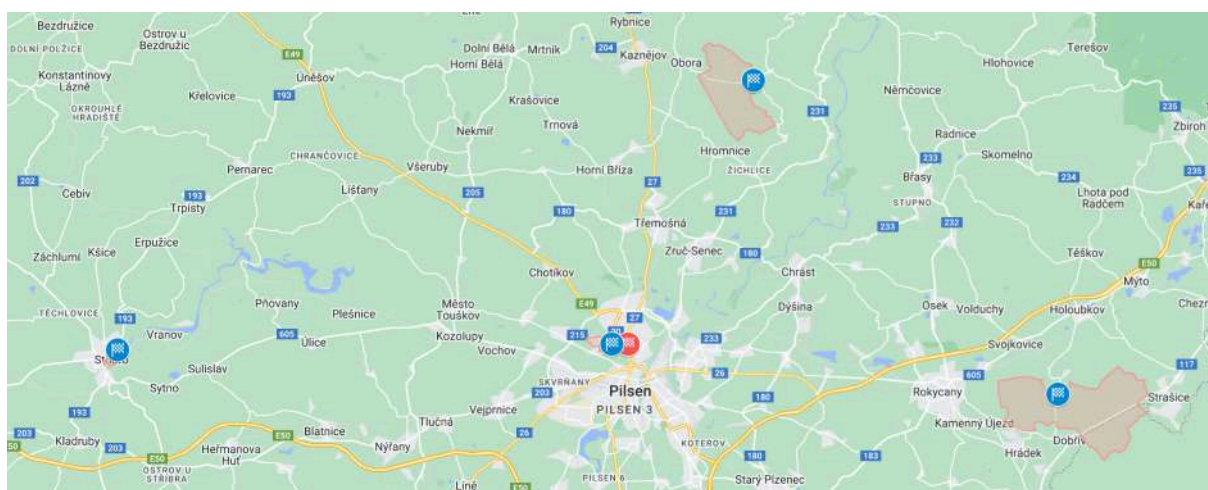 Rybnice
Bezdružice
Ostrov u
Bezdružic
DOLNÍ POLŽICE
E49
Dolní Bělá
Mrtník
204
Kaznějov
Obora
Terešov
Konstantinovy
Lázně
Horní Bělá
Hlohovice
Úněšov
Křelovice
193
Krašovice
Němčovice
OKROUHLÉ
HRADIŠTĚ
235
Trnová
231
Zbiroh
Nekmíř
Radnice
Hromnice
233
Skomelno
CHRANČOVICE
Všeruby
Horní Bříza
ŽICHLICE
Pernarec
235
202
Cebiv
Líšťany
205
27
Břasy
234
193
Trpísty
Lhota pod
Radčem
STUPNO
180
231
Třemošná
233
232
Erpužice
Kšice
Zruč-Senec
180
Těškov
Záchlumí
E50
Chotíkov
Chrást
Mýto
Pňovany
Město
Touškov
E49
Dýšina
Osek
Volduchy
Holoubkov
TĚCHLOVICE
193
Plešnice
27
Vranov
605
Úlice
Kozolupy
215
20
233
Vochov
Svojkovice
Sulislav
SKVRŇANY
26
605
117
Sytno
203
Pilsen
Rokycany
Vejprnice
PILSEN 3
Strašice
193
Tlučná
Kamenný Újezd
203
E50
Blatnice
26
KOTEROV
Dobřív
Kladruby
203
Nýřany
Hrádek
E50
Heřmanova
Huť
180
183
OSTROV U
STŘÍBRA
Líně
E50
PILSEN 6
Starý Plzenec